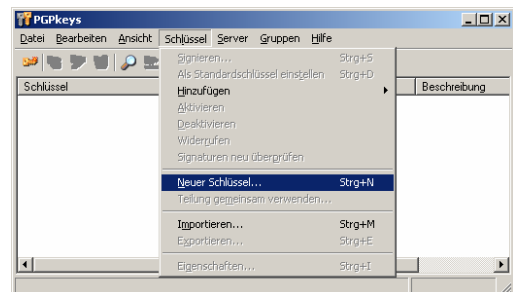 PGPkeys
Datei Bearbeiten Ansicht Schlüssel Server Gruppen Hilfe
Signieren... Strg+S
Als Standardschlüssel einstellen Strg+D
Hinzufügen
Aktivieren
Deaktivieren
Widerrufen
Signaturen neu überprüfen
Neuer Schlüssel... Strg+N
Teilung gemeinsam verwenden...
Importieren... Strg+M
Exportieren... Strg+E
Eigenschaften... Strg+I
Schlüssel Beschreibung